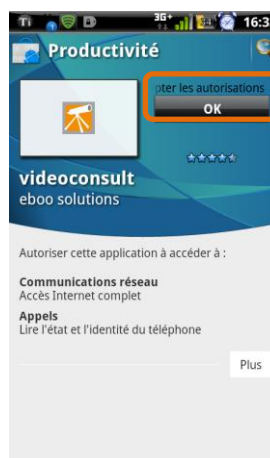 3G+ 16:3
Productivité
pter les autorisations
OK
videoconsult
eboo solutions
Autoriser cette application à accéder à :
Communications réseau
Accès Internet complet
Appels
Lire l'état et l'identité du téléphone
Plus